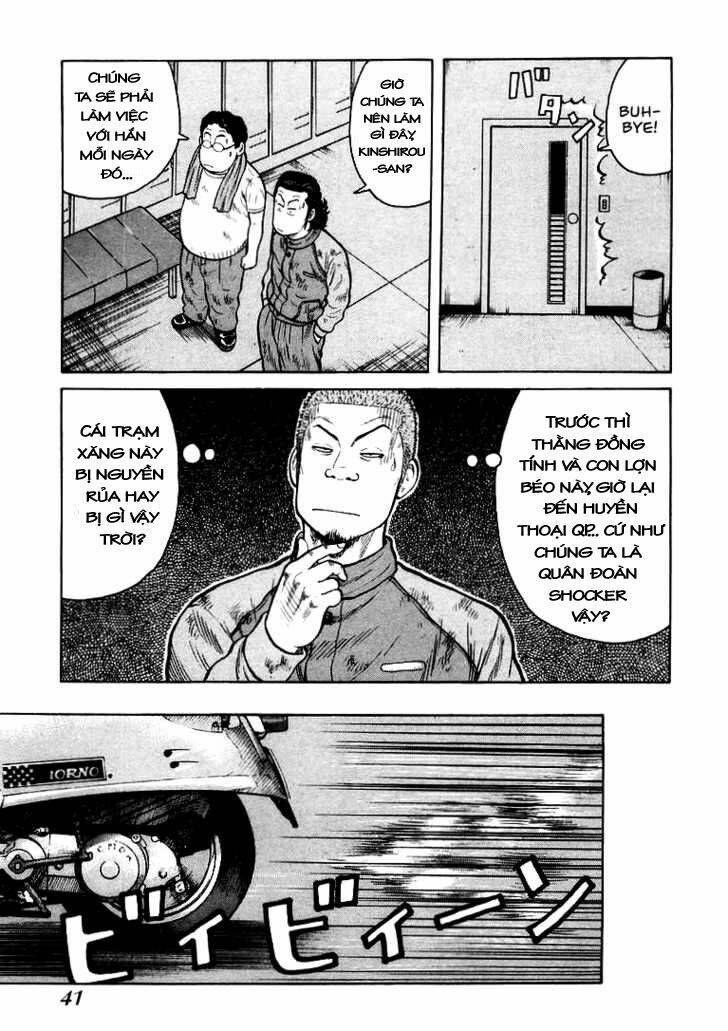 BUH-
BYE!
バタン
GIỜ
CHÚNG TA
NÊN LÀM
GÌ ĐÂY,
KINSHIROU
-SAN?
CHÚNG
TA SẼ PHẢI
LÀM VIỆC
VỚI HẮN
MỖI NGÀY
ĐÓ...
TRƯỚC THÌ
THẰNG ĐỒNG
TÍNH VÀ CON LỢN
BÉO NÀY, GIỜ LẠI
ĐẾN HUYỀN
THOẠI QP... CỨ NHƯ
CHÚNG TA LÀ
QUÂN ĐOÀN
SHOCKER
VẬY?
CÁI TRẠM
XĂNG NÀY
BỊ NGUYỀN
RỦA HAY
BỊ GÌ VẬY
TRỜI?
IORNO
ビィビィーン
41